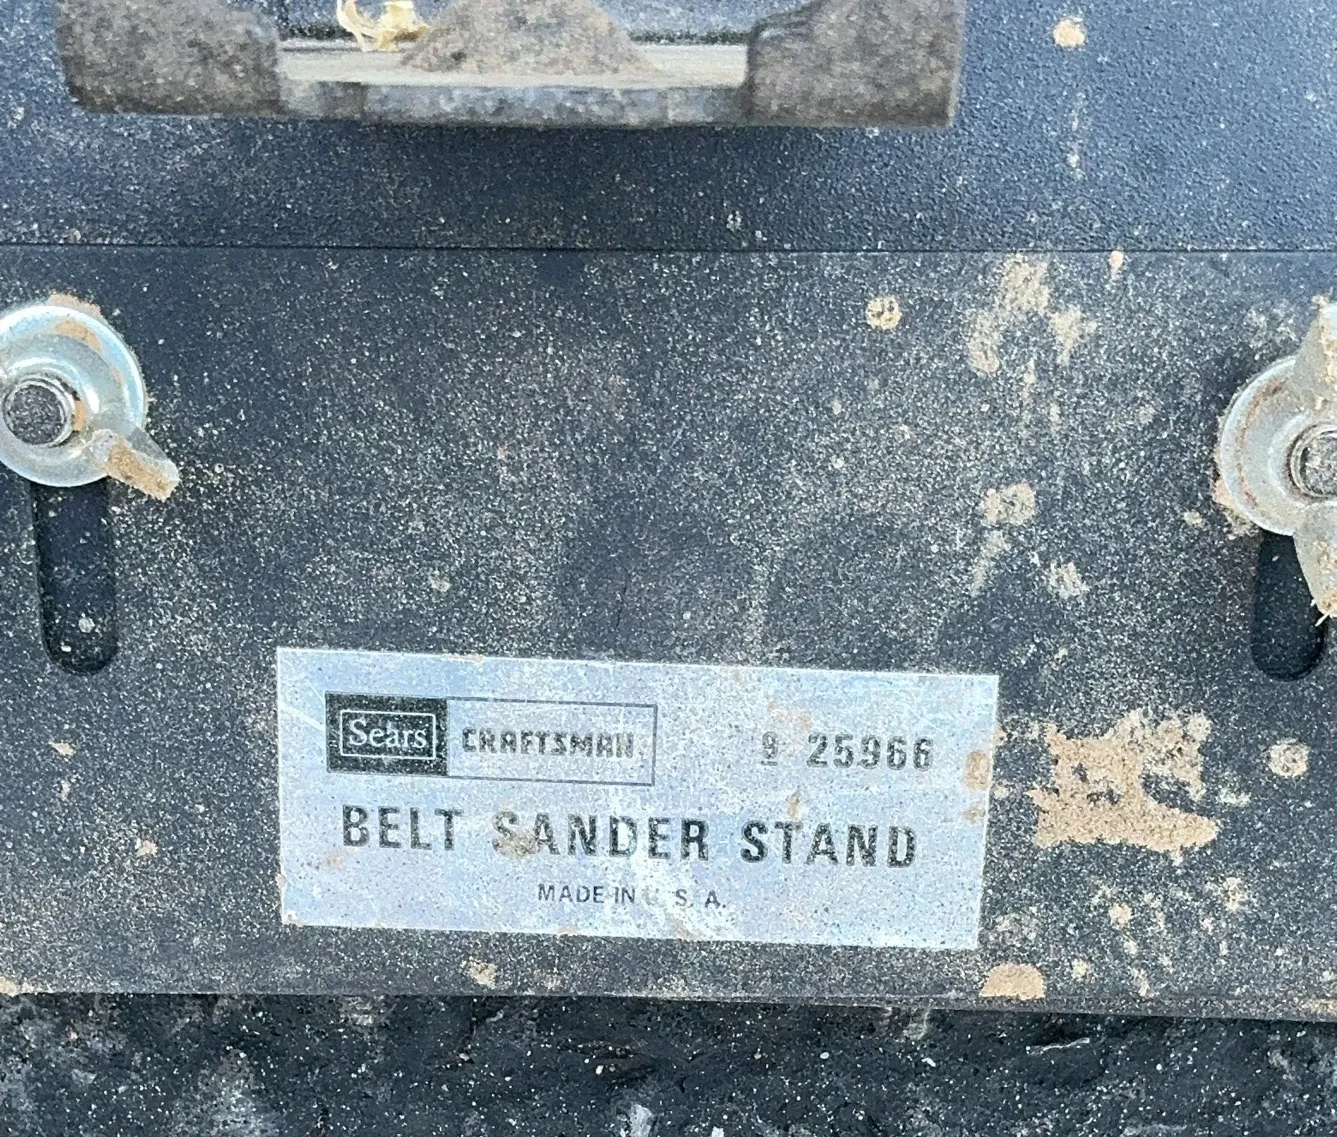 Sears CRAFTSMAN 9 25966
BELT SANDER STAND
MADE IN U. S. A.